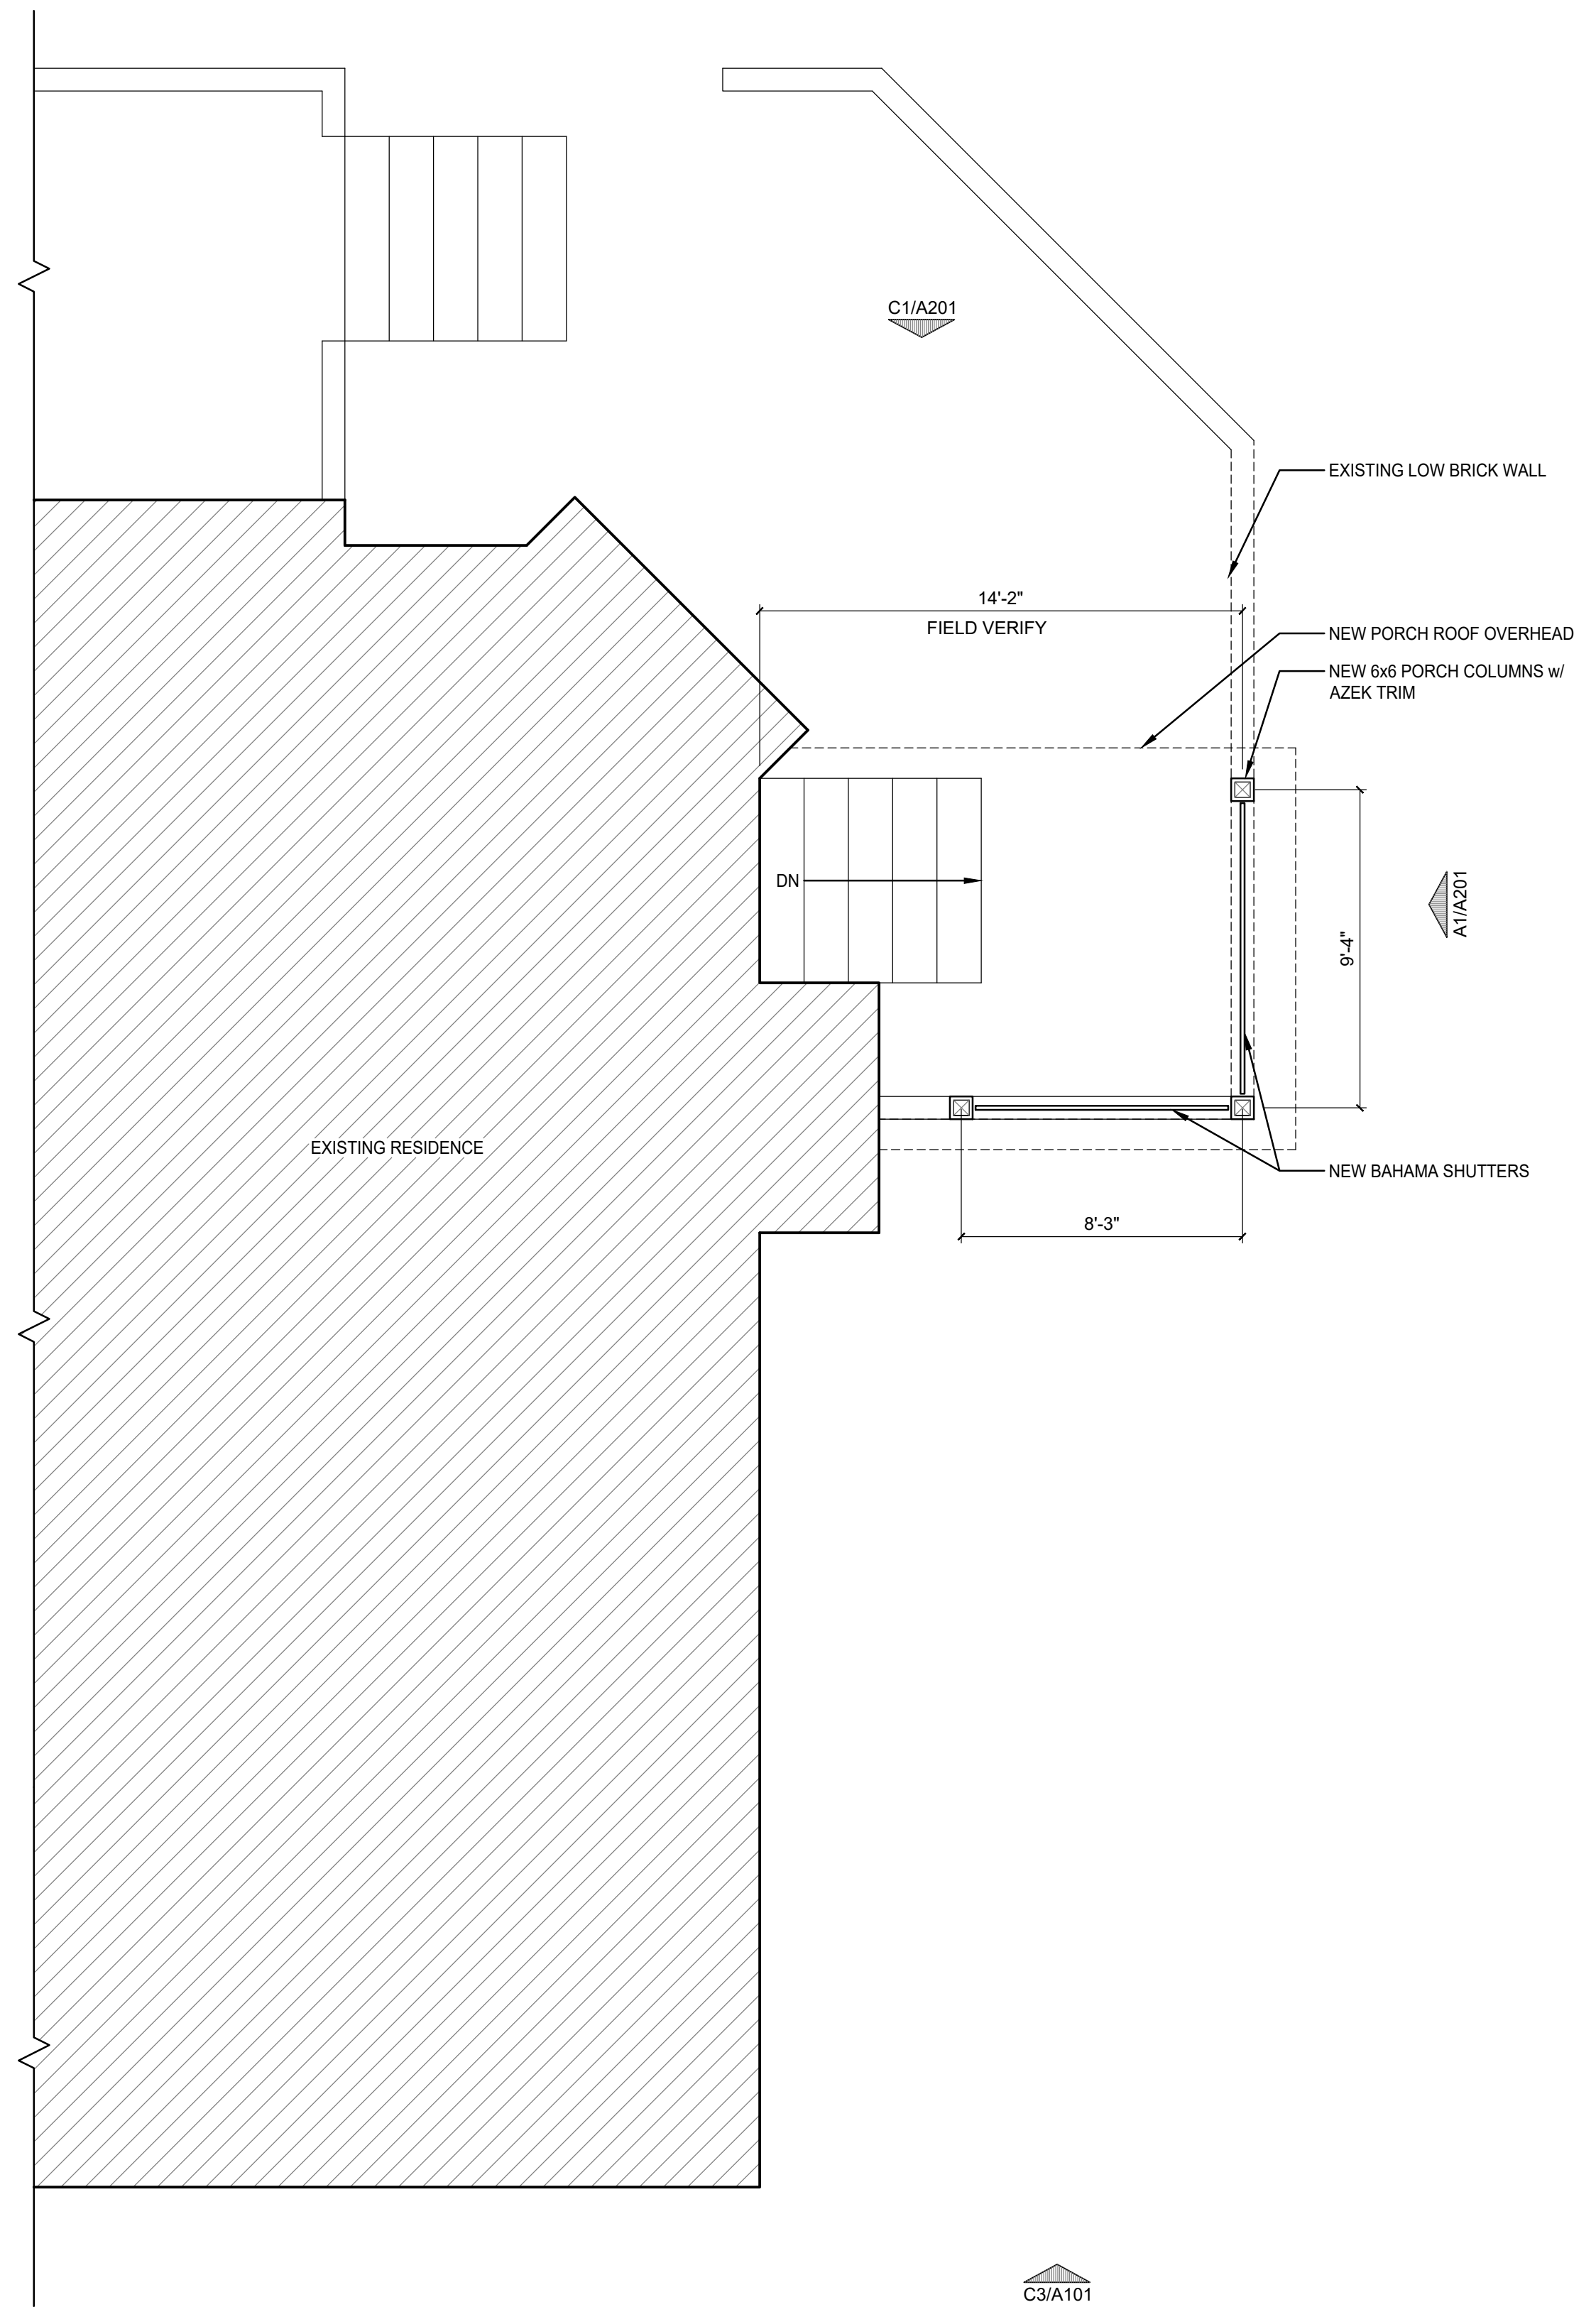 C1/A201
EXISTING LOW BRICK WALL
14'-2"
FIELD VERIFY
NEW PORCH ROOF OVERHEAD
NEW 6x6 PORCH COLUMNS w/
AZEK TRIM
DN
A1/A201
9'-4"
EXISTING RESIDENCE
NEW BAHAMA SHUTTERS
8'-3"
C3/A101